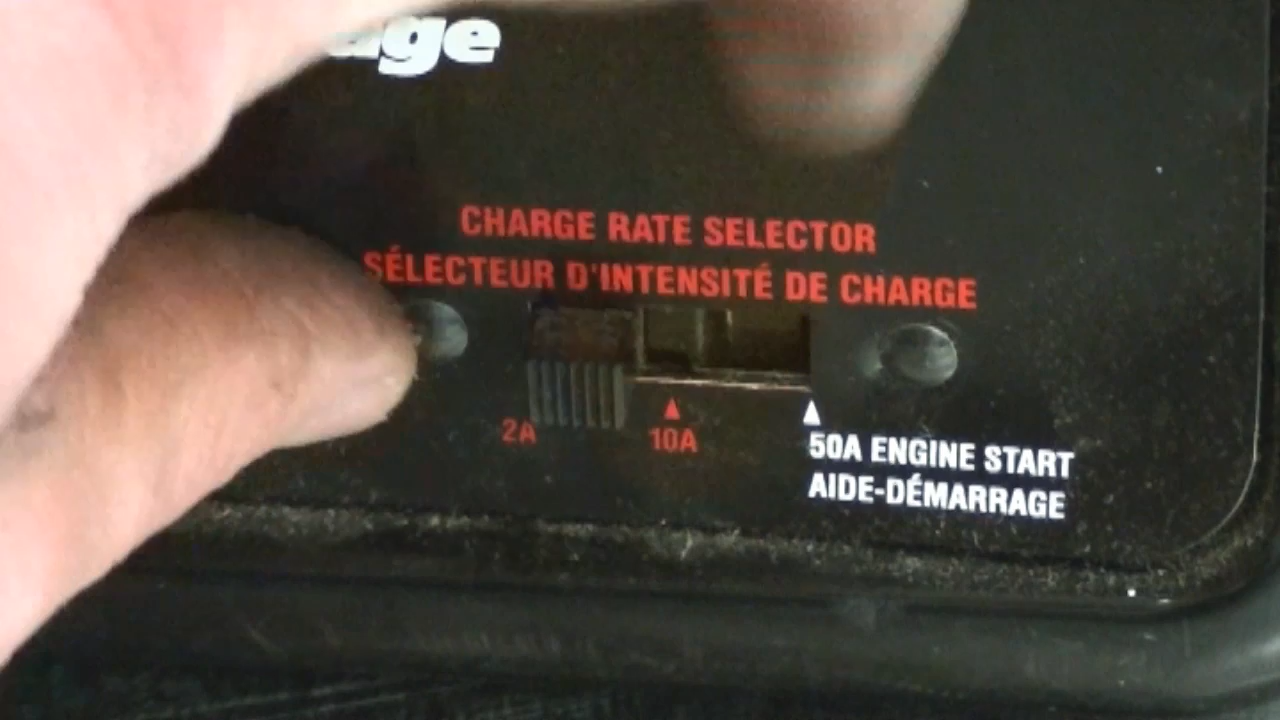 CHARGE RATE SELECTOR
SÉLECTEUR D'INTENSITÉ DE CHARGE
2A
10A
50A ENGINE START
AIDE-DÉMARRAGE